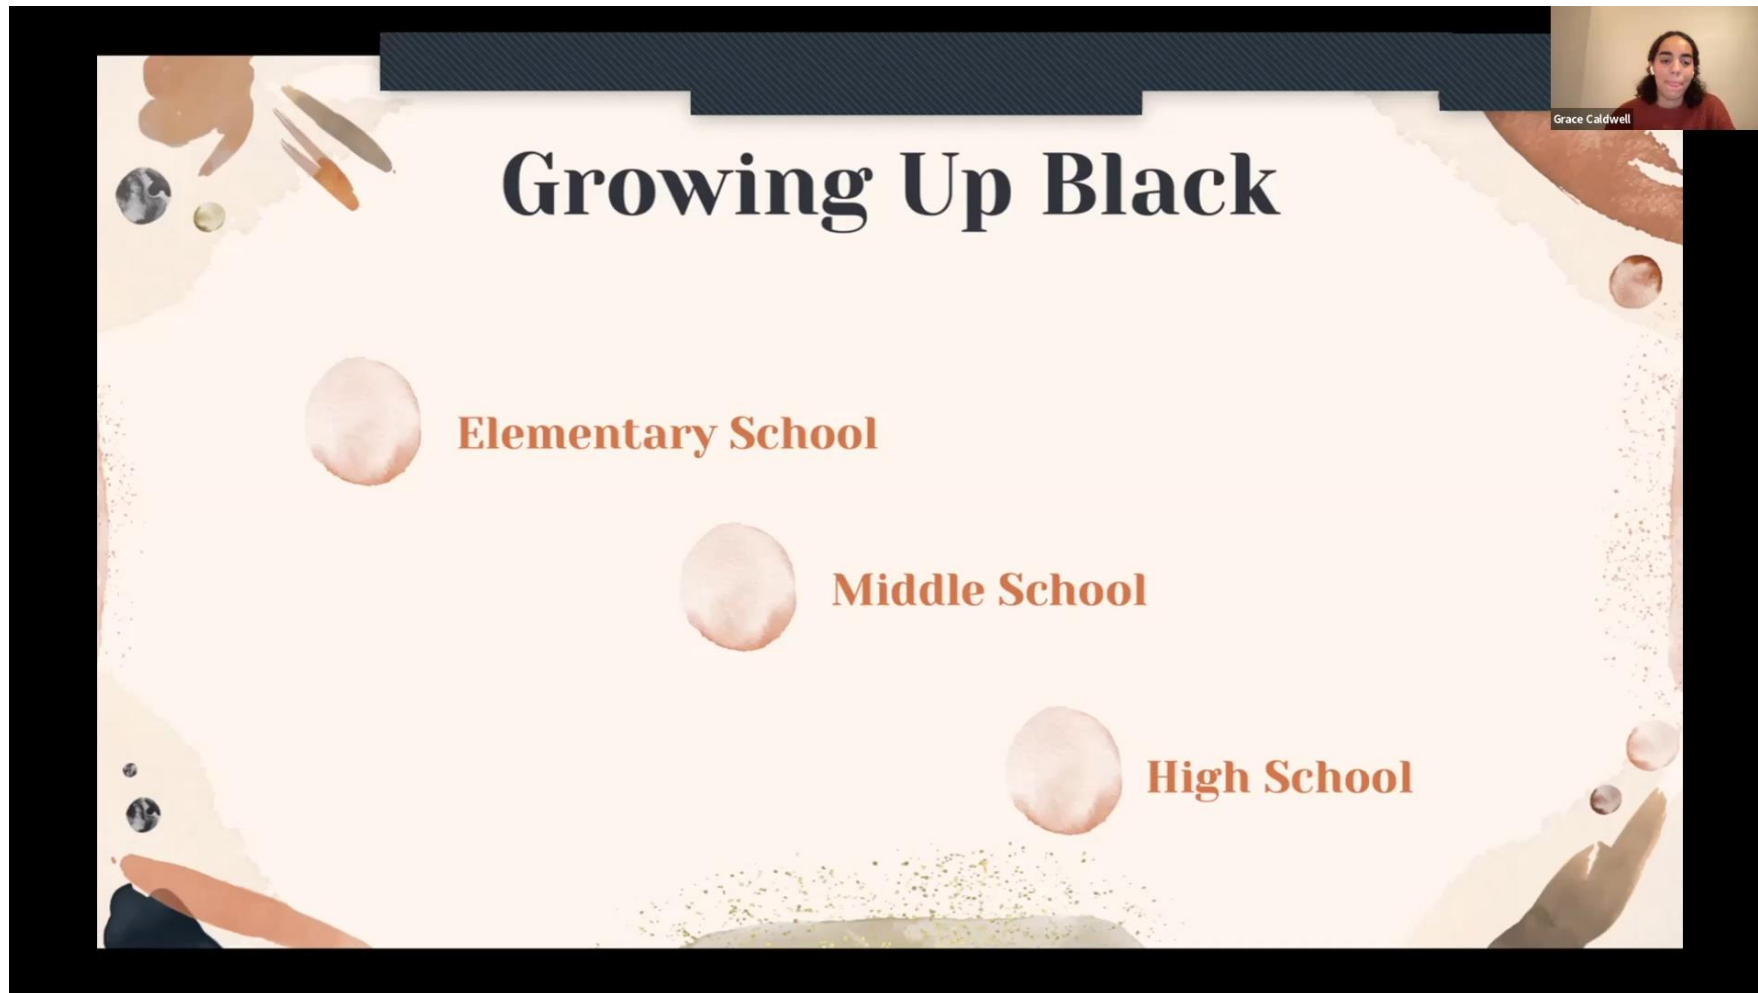 Grace Caldwell
Growing Up Black
Elementary School
Middle School
High School